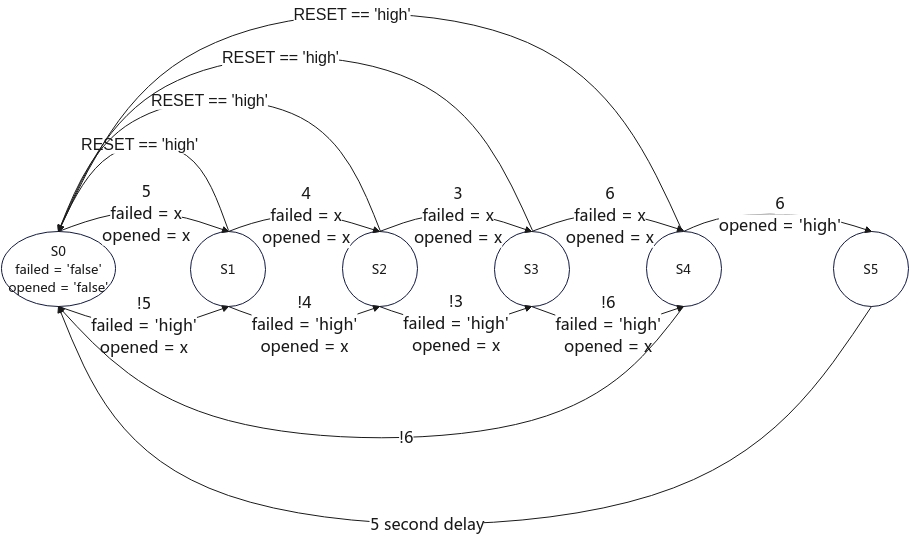 RESET == 'high'
RESET == 'high'
RESET == 'high'
RESET == 'high'
5
failed = x
opened = x
4
failed = x
opened = x
3
failed = x
opened = x
6
failed = x
opened = x
6
opened = 'high'
S0
failed = 'false'
opened = 'false'
S1
S2
S3
S4
S5
!5
failed = 'high'
opened = x
!4
failed = 'high'
opened = x
!3
failed = 'high'
opened = x
!6
failed = 'high'
opened = x
!6
5 second delay